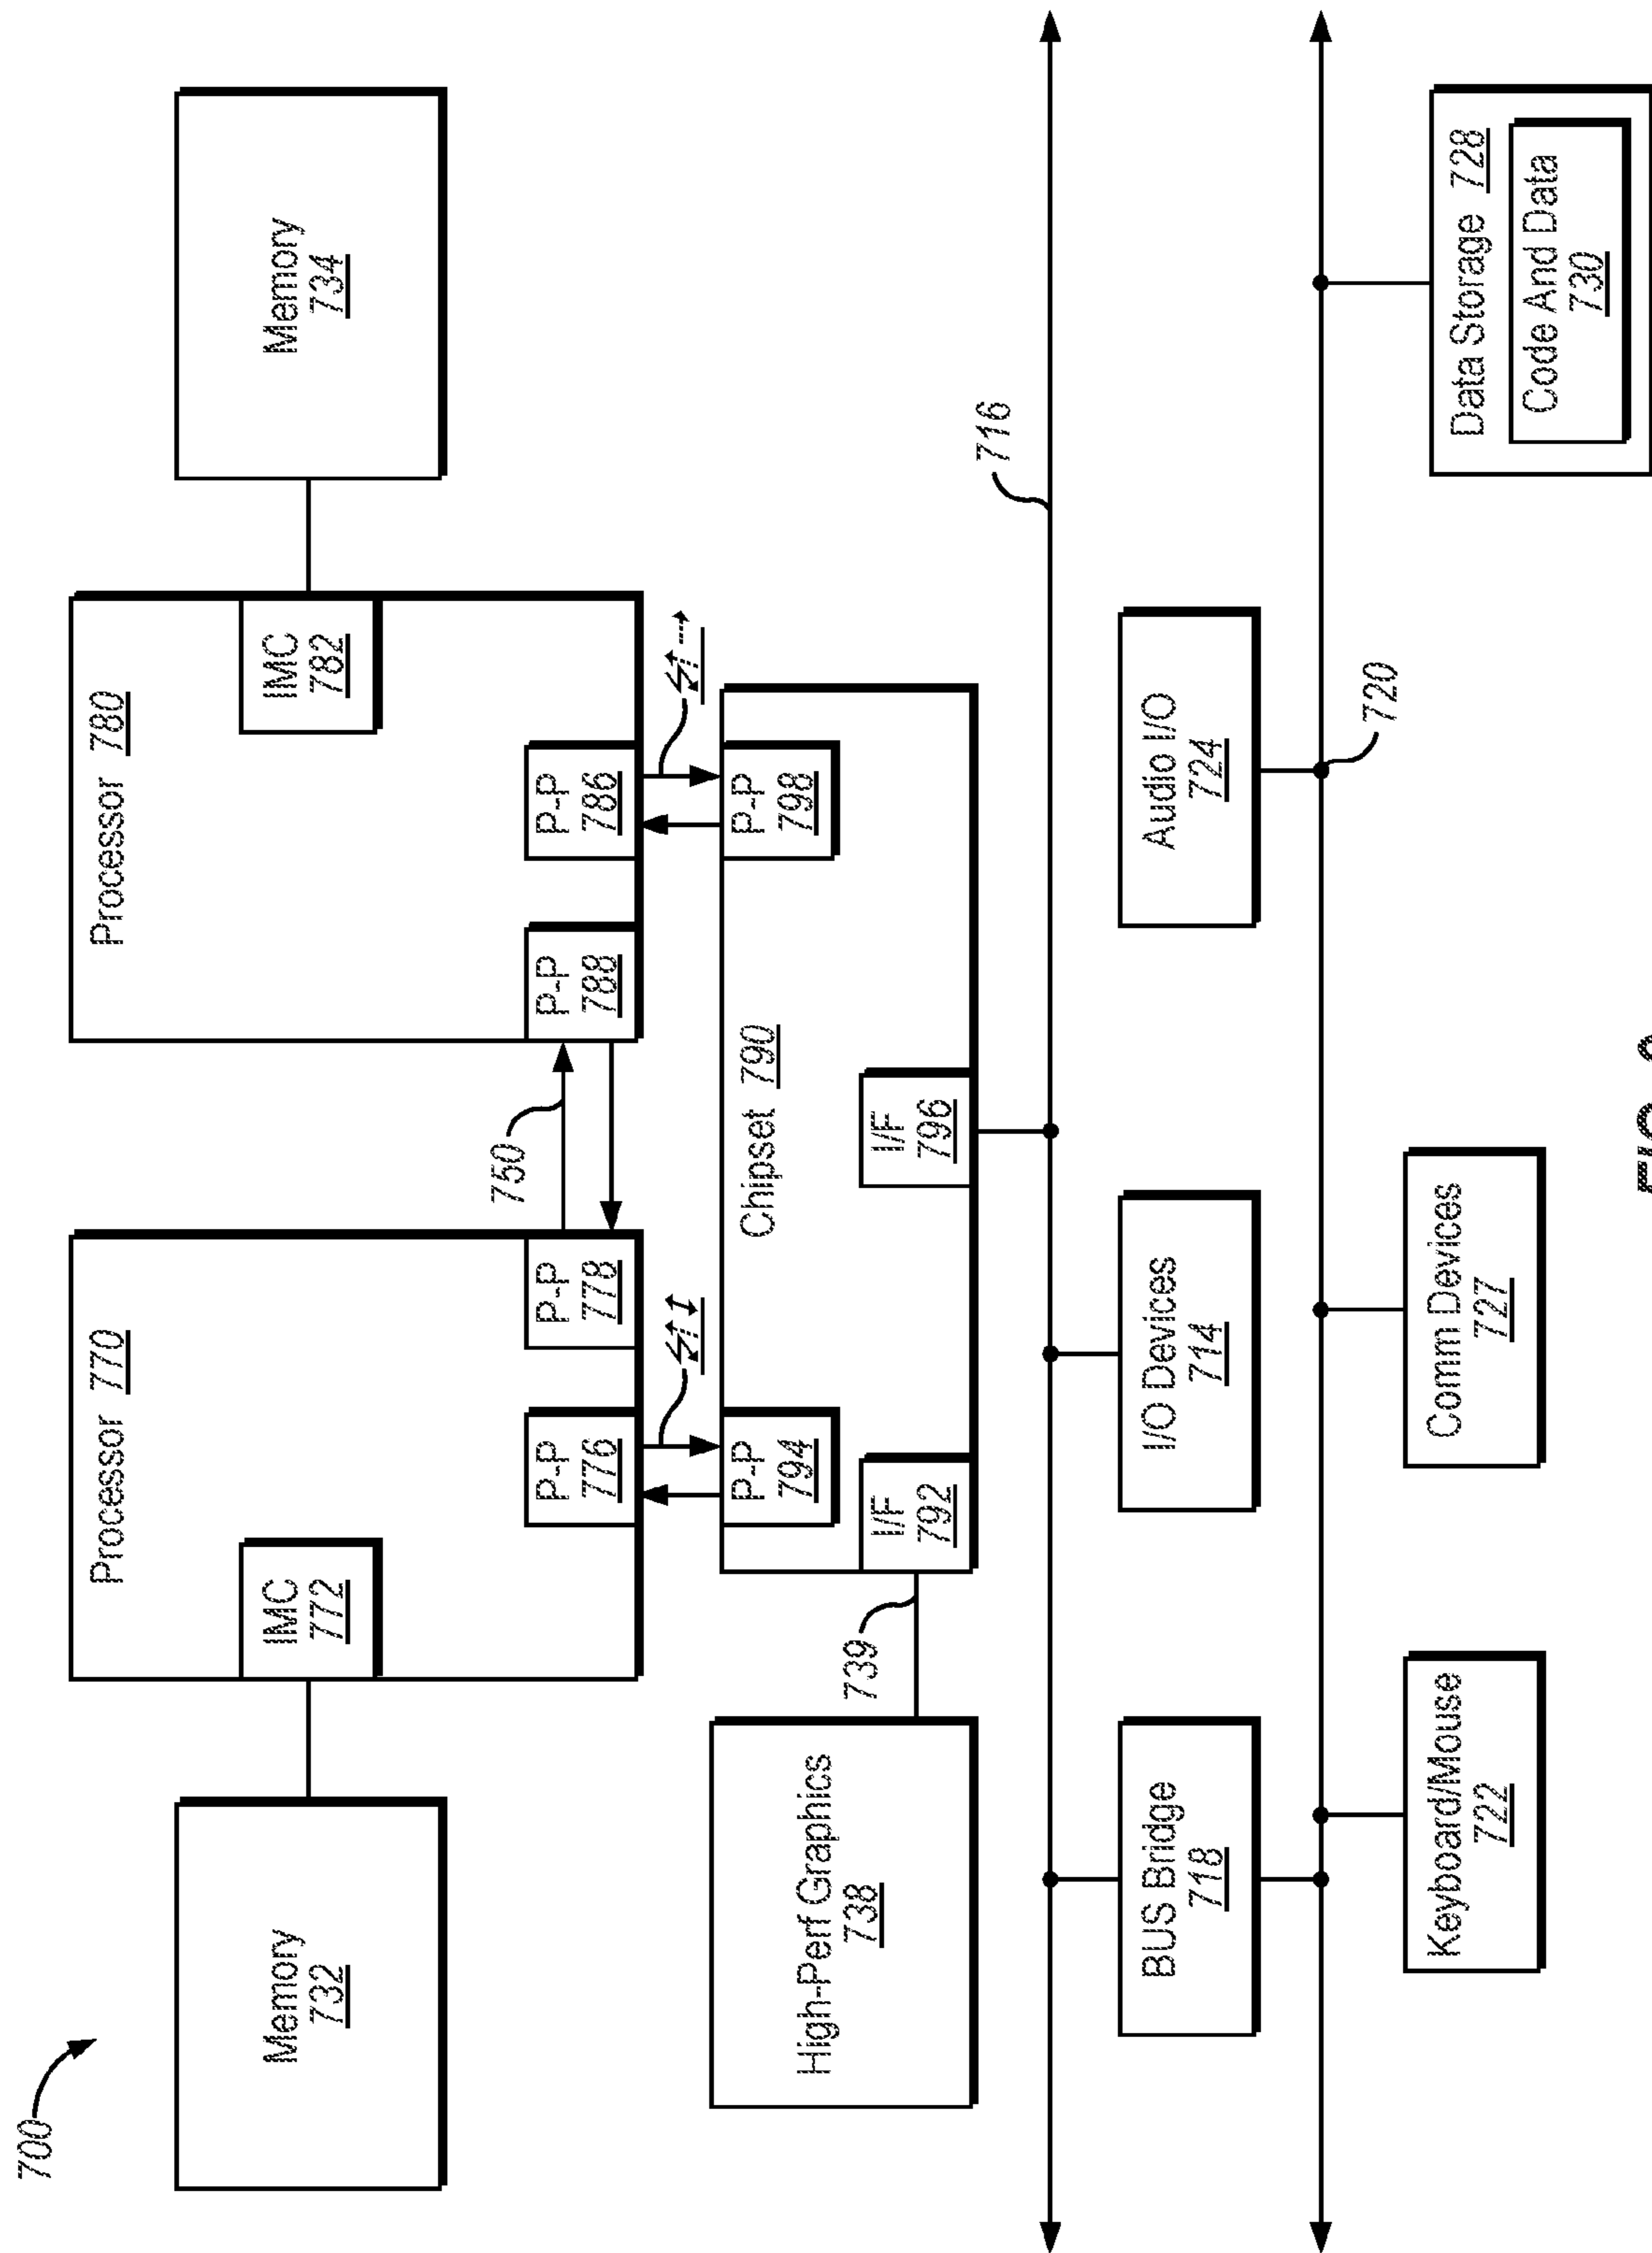 700
Memory
732
Processor 770
IMC
772
P-P
776
P-P
778
750
Processor 780
IMC
782
P-P
788
P-P
786
Memory
734
High-Perf Graphics
738
739
Chipset 790
P-P
794
P-P
798
I/F
792
I/F
796
716
BUS Bridge
718
I/O Devices
714
Audio I/O
724
720
Keyboard/Mouse
722
Comm Devices
727
Data Storage 728
Code And Data
730